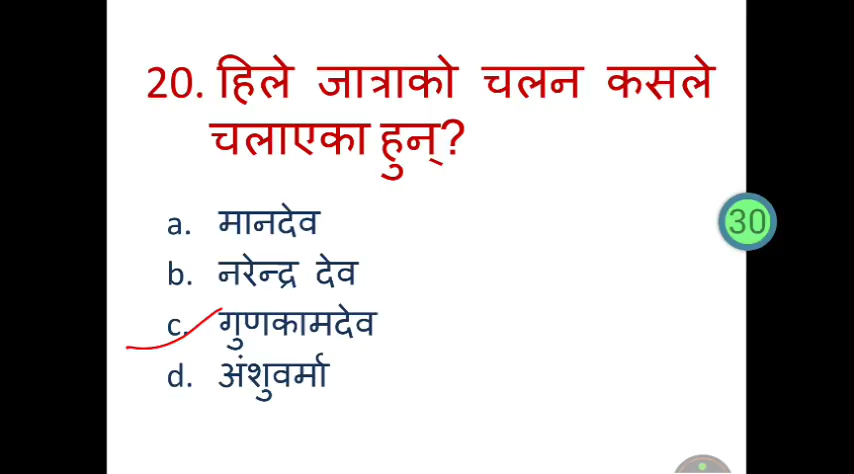 20. हिले जात्राको चलन कसले
चलाएका हुन्?
a. मानदेव
b. नरेन्द्र देव
c. गुणकामदेव
d. अंशुवर्मा
30